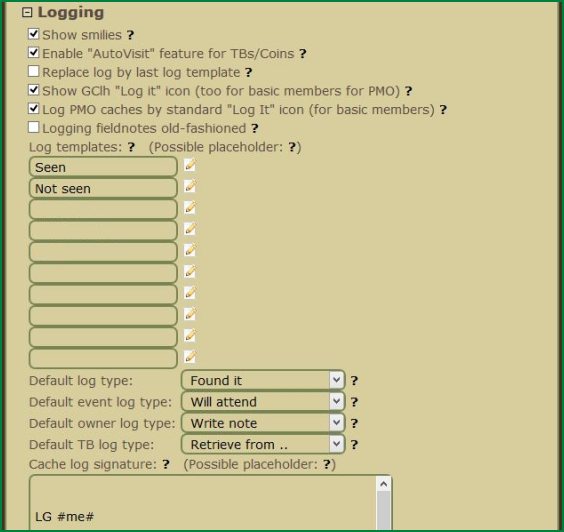 Logging
Show smilies ?
Enable "AutoVisit" feature for TBs/Coins ?
Replace log by last log template ?
Show GClh "Log it" icon (too for basic members for PMO) ?
Log PMO caches by standard "Log It" icon (for basic members) ?
Logging fieldnotes old-fashioned ?
Log templates: ? (Possible placeholder: ?)
Seen
Not seen
Default log type: Found it ?
Default event log type: Will attend ?
Default owner log type: Write note ?
Default TB log type: Retrieve from .. ?
Cache log signature: ? (Possible placeholder: ?)
LG #me#